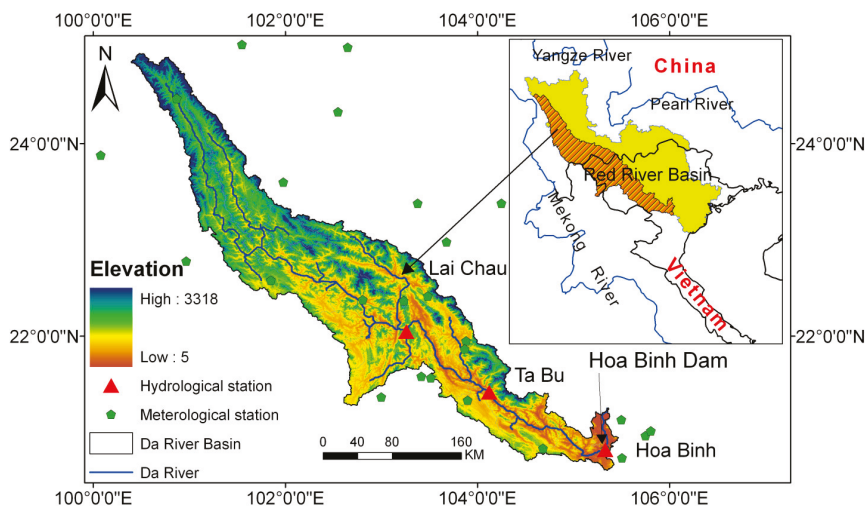 100°0'0"E 102°0'0"E 104°0'0"E 106°0'0"E
N
Yangze River
China
Pearl River
24°0'0"N
24°0'0"N
Red River Basin
Mekong River
Vietnam
Elevation
High : 3318
Low : 5
Lai Chau
22°0'0"N
22°0'0"N
Ta Bu
Hoa Binh Dam
Hoa Binh
Hydrological station
Meterological station
Da River Basin
Da River
0 40 80 160
KM
100°0'0"E 102°0'0"E 104°0'0"E 106°0'0"E